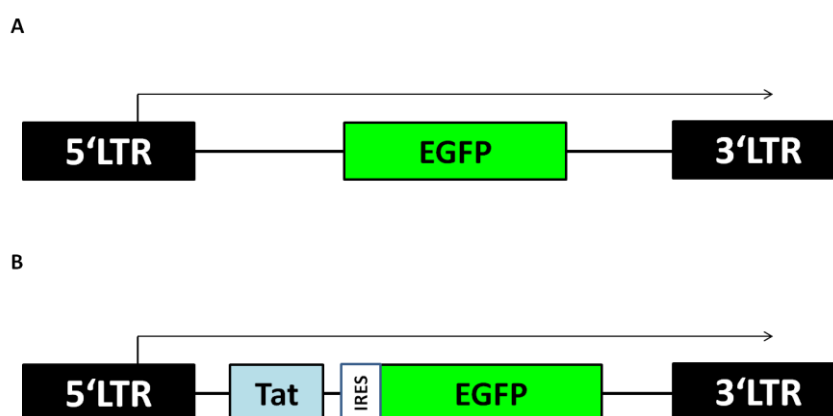 A
5‘LTR EGFP 3‘LTR
B
5‘LTR Tat IRES EGFP 3‘LTR